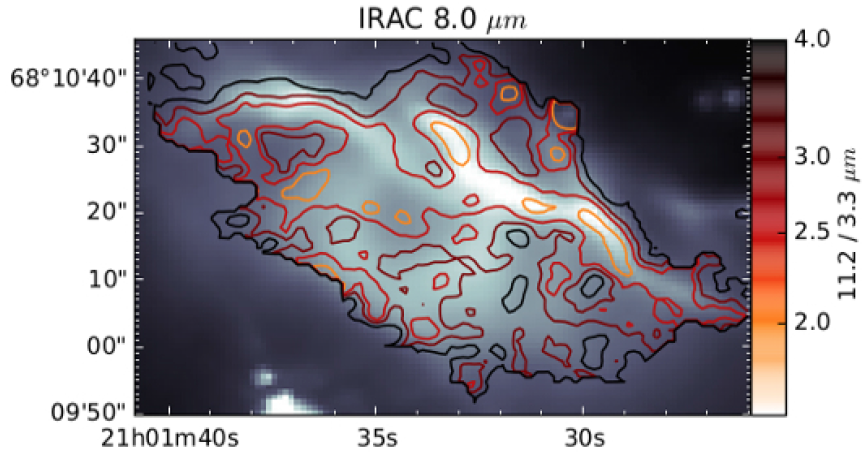 IRAC 8.0 μm
68°10'40"
30"
20"
10"
00"
09'50"
21h01m40s
35s
30s
4.0
3.0
2.5
2.0
11.2 / 3.3 μm